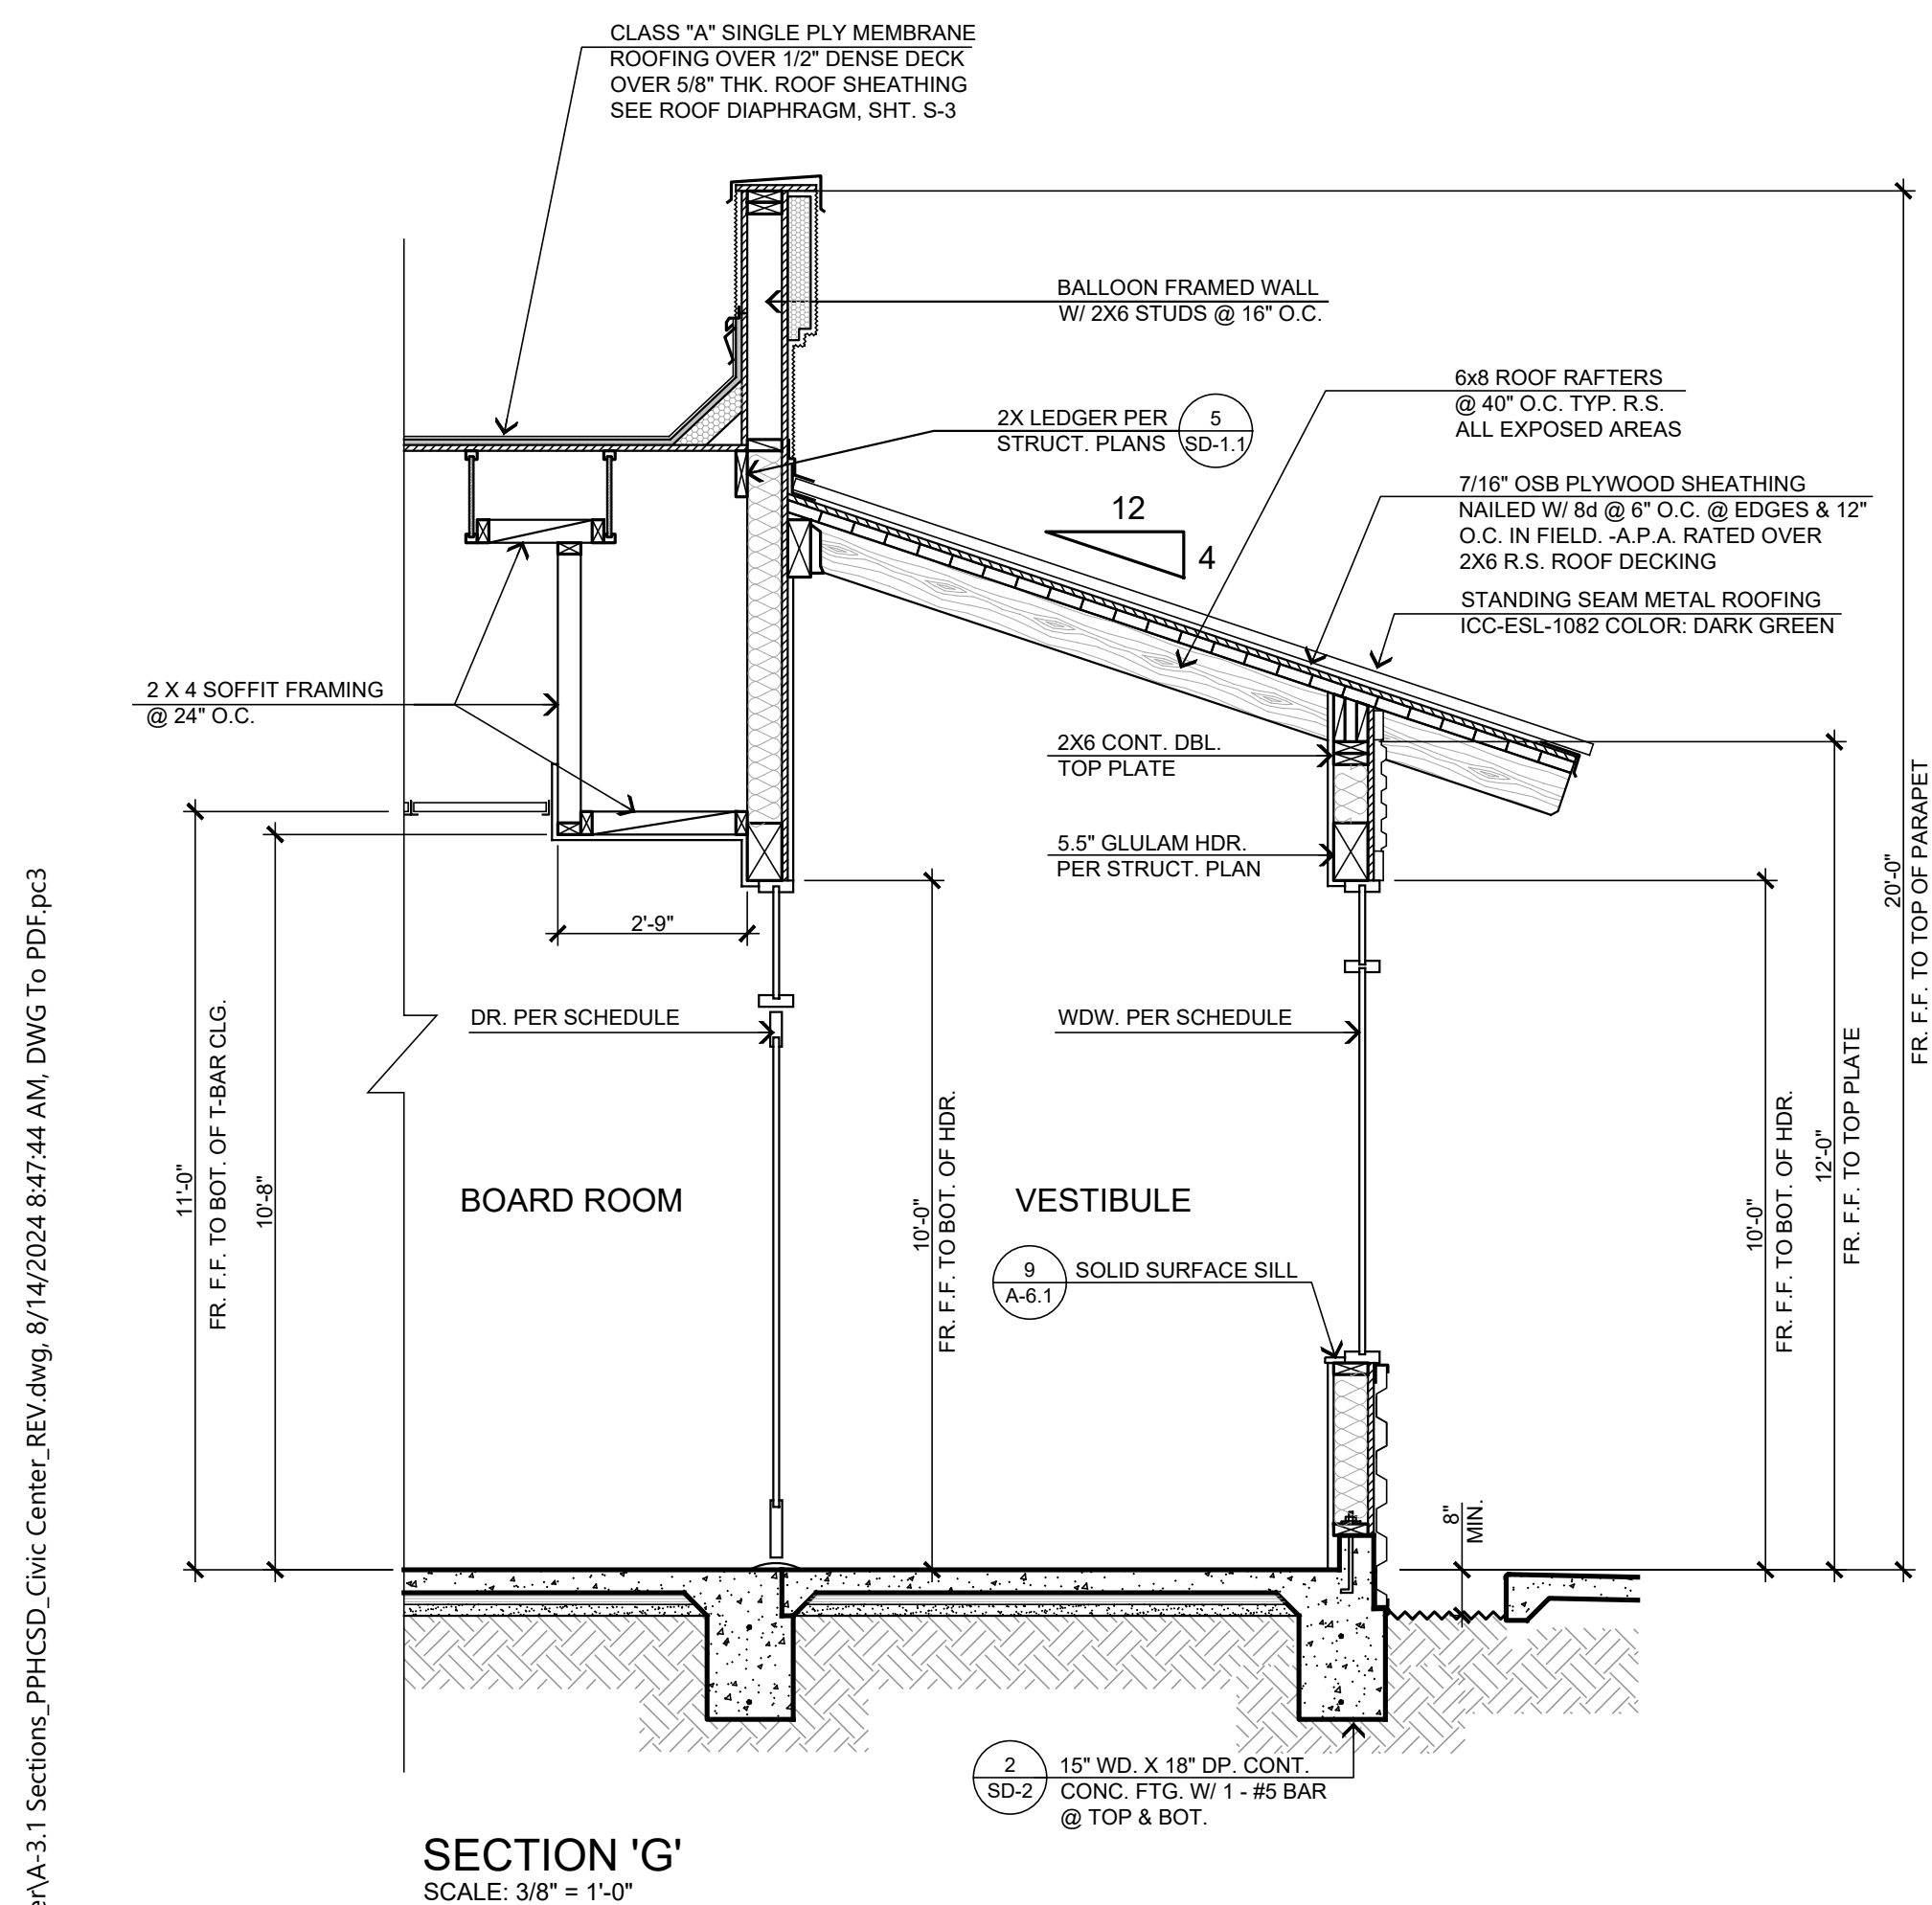 CLASS "A" SINGLE PLY MEMBRANE
ROOFING OVER 1/2" DENSE DECK
OVER 5/8" THK. ROOF SHEATHING
SEE ROOF DIAPHRAGM, SHT. S-3
BALLOON FRAMED WALL
W/ 2X6 STUDS @ 16" O.C.
6x8 ROOF RAFTERS
@ 40" O.C. TYP. R.S.
ALL EXPOSED AREAS
2X LEDGER PER
STRUCT. PLANS
5
SD-1.1
7/16" OSB PLYWOOD SHEATHING
NAILED W/ 8d @ 6" O.C. @ EDGES & 12"
O.C. IN FIELD. -A.P.A. RATED OVER
2X6 R.S. ROOF DECKING
12
4
STANDING SEAM METAL ROOFING
ICC-ESL-1082 COLOR: DARK GREEN
2 X 4 SOFFIT FRAMING
@ 24" O.C.
2X6 CONT. DBL.
TOP PLATE
5.5" GLULAM HDR.
PER STRUCT. PLAN
2'-9"
DR. PER SCHEDULE
WDW. PER SCHEDULE
11'-0"
FR. F.F. TO BOT. OF T-BAR CLG.
10'-8"
BOARD ROOM
10'-0"
FR. F.F. TO BOT. OF HDR.
VESTIBULE
9
A-6.1
SOLID SURFACE SILL
8"
MIN.
10'-0"
FR. F.F. TO BOT. OF HDR.
12'-0"
FR. F.F. TO TOP PLATE
20'-0"
FR. F.F. TO TOP OF PARAPET
2
SD-2
15" WD. X 18" DP. CONT.
CONC. FTG. W/ 1 - #5 BAR
@ TOP & BOT.
SECTION 'G'
SCALE: 3/8" = 1'-0"
er\A-3.1 Sections_PPHCSD_Civic Center_REV.dwg, 8/14/2024 8:47:44 AM, DWG To PDF.pc3